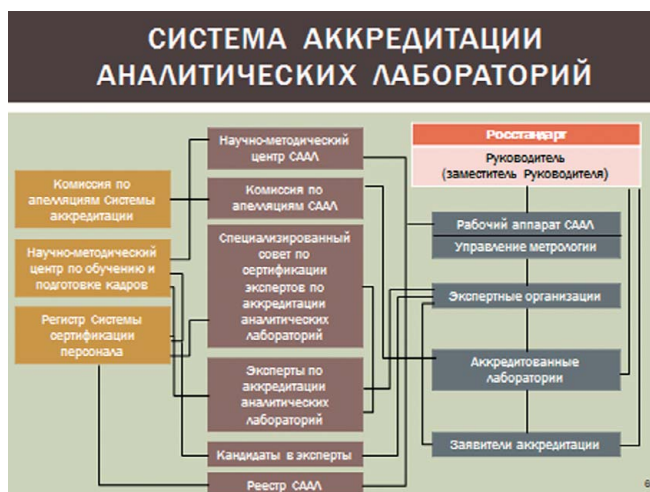 СИСТЕМА АККРЕДИТАЦИИ
АНАЛИТИЧЕСКИХ ЛАБОРАТОРИЙ
Комиссия по
апелляциям Системы
аккредитации
Научно-методический
центр по обучению и
подготовке кадров
Регистр Системы
сертификации
персонала
Научно-методический
центр СААЛ
Комиссия по
апелляциям СААЛ
Специализированный
совет по
сертификации
экспертов по
аккредитации
аналитических
лабораторий
Эксперты по
аккредитации
аналитических
лабораторий
Кандидаты в эксперты
Реестр СААЛ
Росстандарт
Руководитель
(заместитель Руководителя)
Рабочий аппарат СААЛ
Управление метрологии
Экспертные организации
Аккредитованные
лаборатории
Заявители аккредитации
6